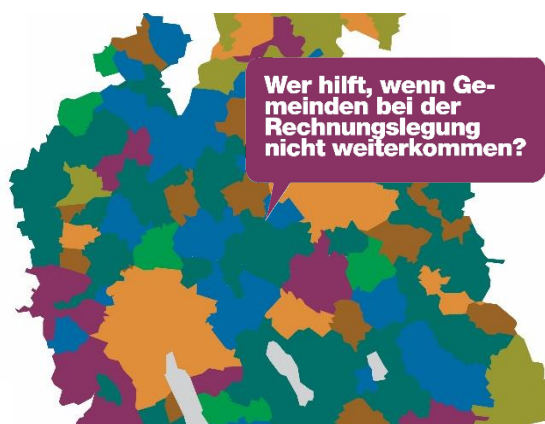 Wer hilft, wenn Ge-
meinden bei der
Rechnungslegung
nicht weiterkommen?